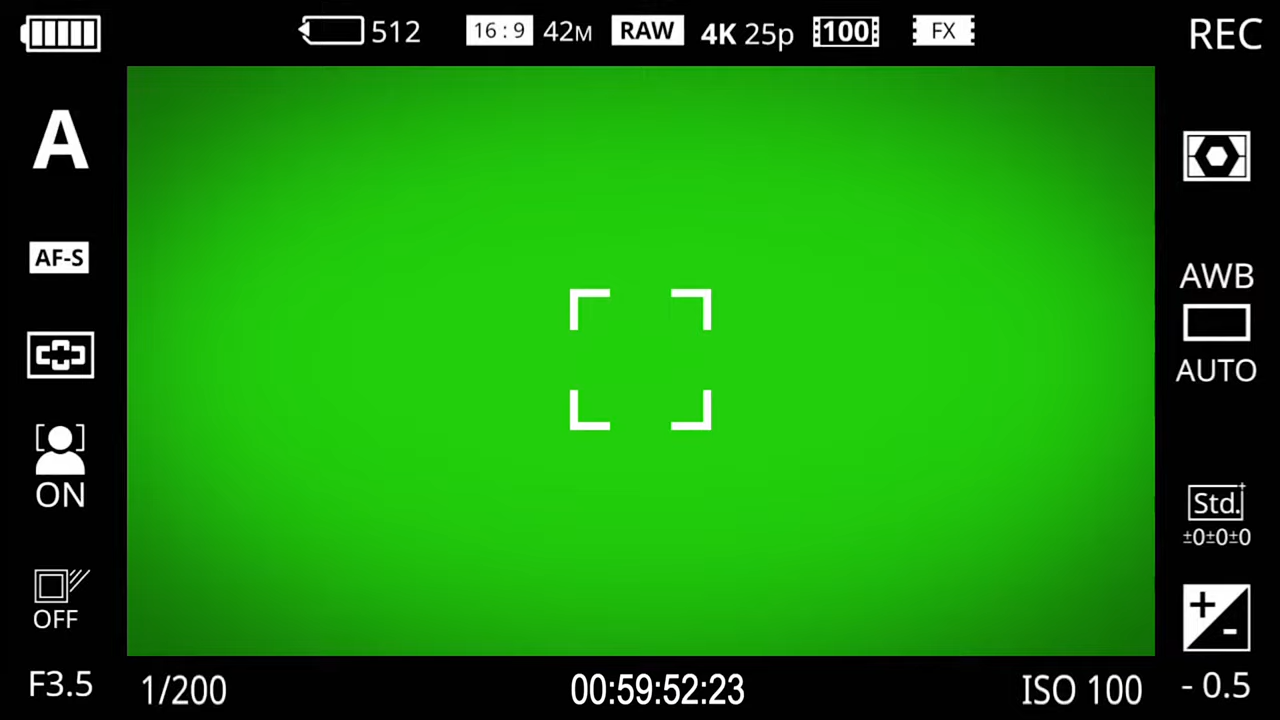 512 16:9 42M RAW 4K 25p 100 FX REC
A
AF-S
AWB
AUTO
ON
Std.+
±0±0±0
OFF
F3.5 1/200 00:59:52:23 ISO 100 - 0.5